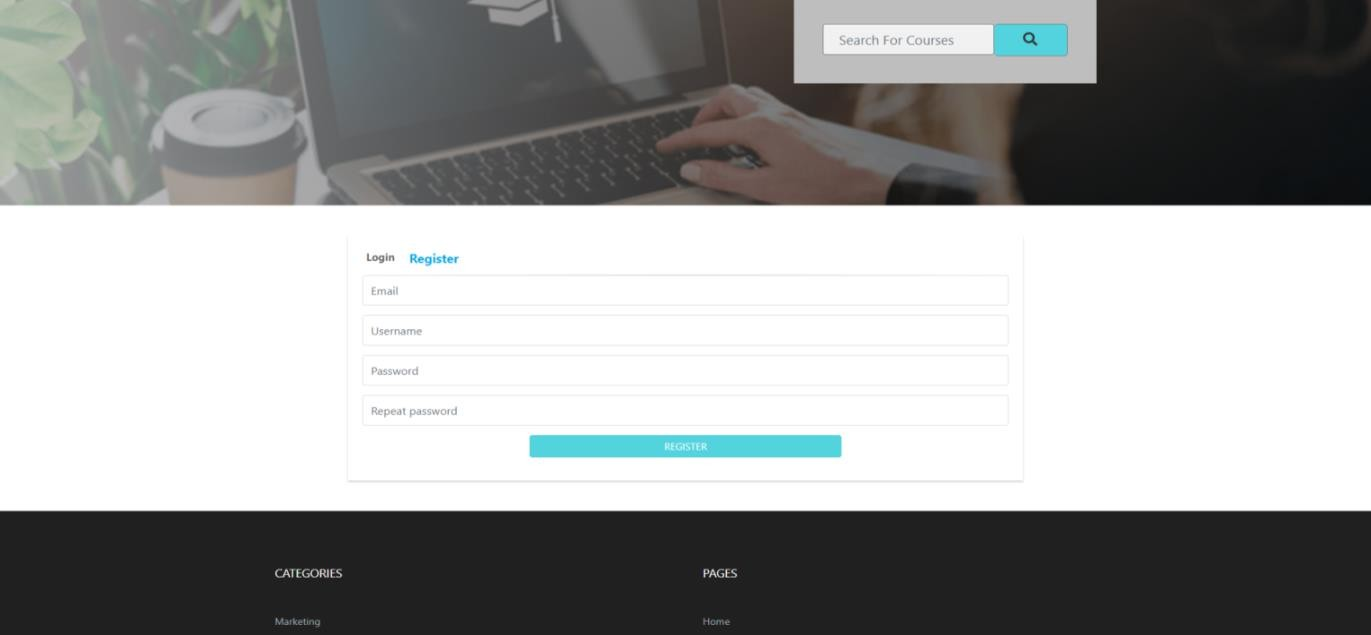 Search For Courses
Login Register
Email
Username
Password
Repeat password
REGISTER
CATEGORIES PAGES
Marketing Home